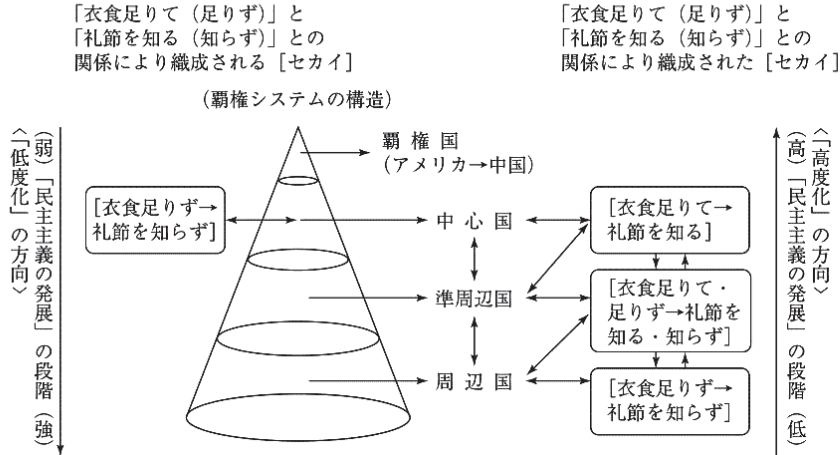 「衣食足りて（足りず）」と
「礼節を知る（知らず）」との
関係により織成される［セカイ］
「衣食足りて（足りず）」と
「礼節を知る（知らず）」との
関係により織成された［セカイ］
（覇権システムの構造）
覇権国
（アメリカ→中国）
中心国
準周辺国
周辺国
［衣食足りず→
礼節を知らず］
［衣食足りて→
礼節を知る］
［衣食足りて・
足りず→礼節を
知る・知らず］
［衣食足りず→
礼節を知らず］
（弱）「民主主義の発展」の段階（強）
〈「低度化」の方向〉
〈「高度化」の方向〉
（高）「民主主義の発展」の段階（低）